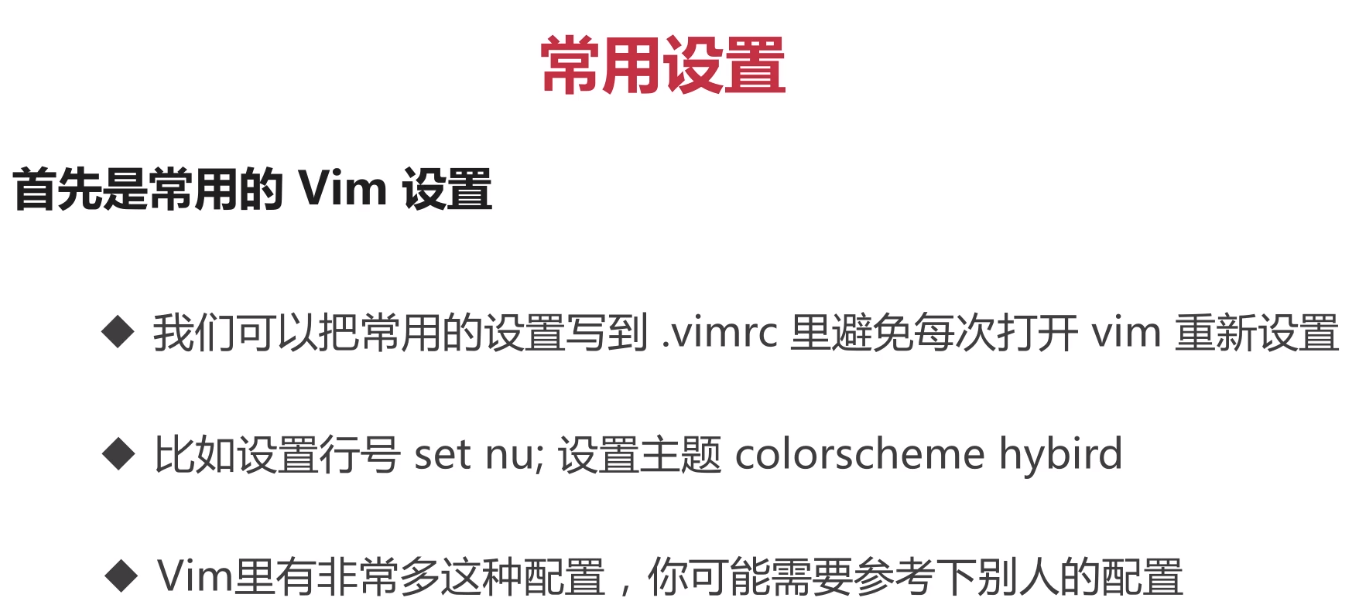 常用设置
首先是常用的 Vim 设置
◆ 我们可以把常用的设置写到 .vimrc 里避免每次打开 vim 重新设置
◆ 比如设置行号 set nu; 设置主题 colorscheme hybird
◆ Vim里有非常多这种配置，你可能需要参考下别人的配置